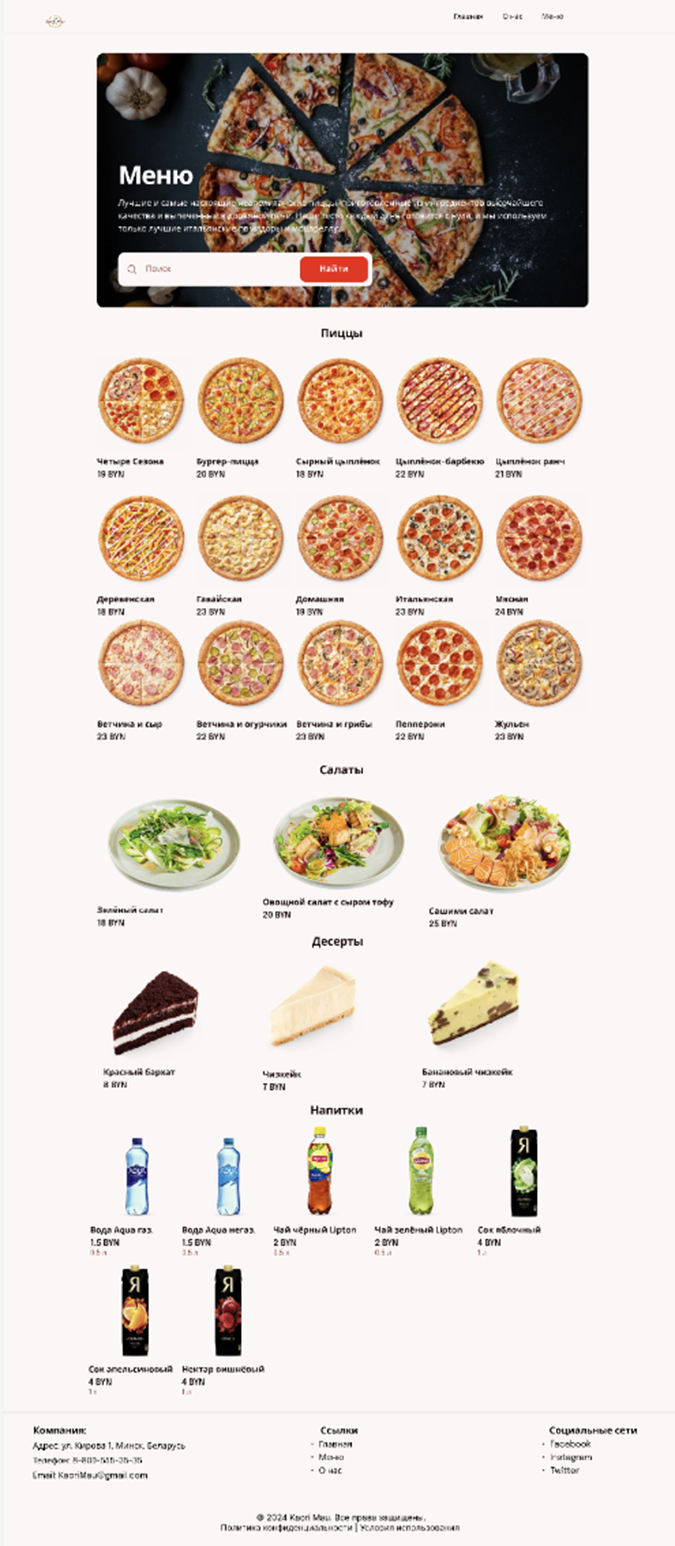 Главная О нас Меню
Меню
Лучшие и самые настоящие неаполитанские пиццы, приготовленные из ингредиентов высочайшего
качества и выпеченные в дровяной печи. Наше тесто каждый день готовится с нуля, и мы используем
только лучшие итальянские помидоры и моцареллу.
Поиск Найти
Пиццы
Четыре Сезона Бургер-пицца Сырный цыплёнок Цыплёнок-барбекю Цыплёнок ранч
19 BYN 20 BYN 18 BYN 22 BYN 21 BYN
Деревенская Гавайская Домашняя Итальянская Мясная
18 BYN 23 BYN 19 BYN 23 BYN 24 BYN
Ветчина и сыр Ветчина и огурчики Ветчина и грибы Пепперони Жульен
23 BYN 22 BYN 23 BYN 22 BYN 23 BYN
Салаты
Зелёный салат Овощной салат с сыром тофу Сашими салат
18 BYN 20 BYN 25 BYN
Десерты
Красный бархат Чизкейк Банановый чизкейк
8 BYN 7 BYN 7 BYN
Напитки
Вода Aqua газ. Вода Aqua негаз. Чай чёрный Lipton Чай зелёный Lipton Сок яблочный
1.5 BYN 1.5 BYN 2 BYN 2 BYN 4 BYN
0.5 л 0.5 л 0.5 л 0.5 л 1 л
Сок апельсиновый Нектар вишнёвый
4 BYN 4 BYN
1 л 1 л
Компания: Ссылки Социальные сети
Адрес: ул. Кирова 1, Минск, Беларусь Главная Facebook
Телефон: 8-800-555-35-35 Меню Instagram
Email: KaoriMau@gmail.com О нас Twitter
© 2024 Kaori Mau. Все права защищены.
Политика конфиденциальности | Условия использования